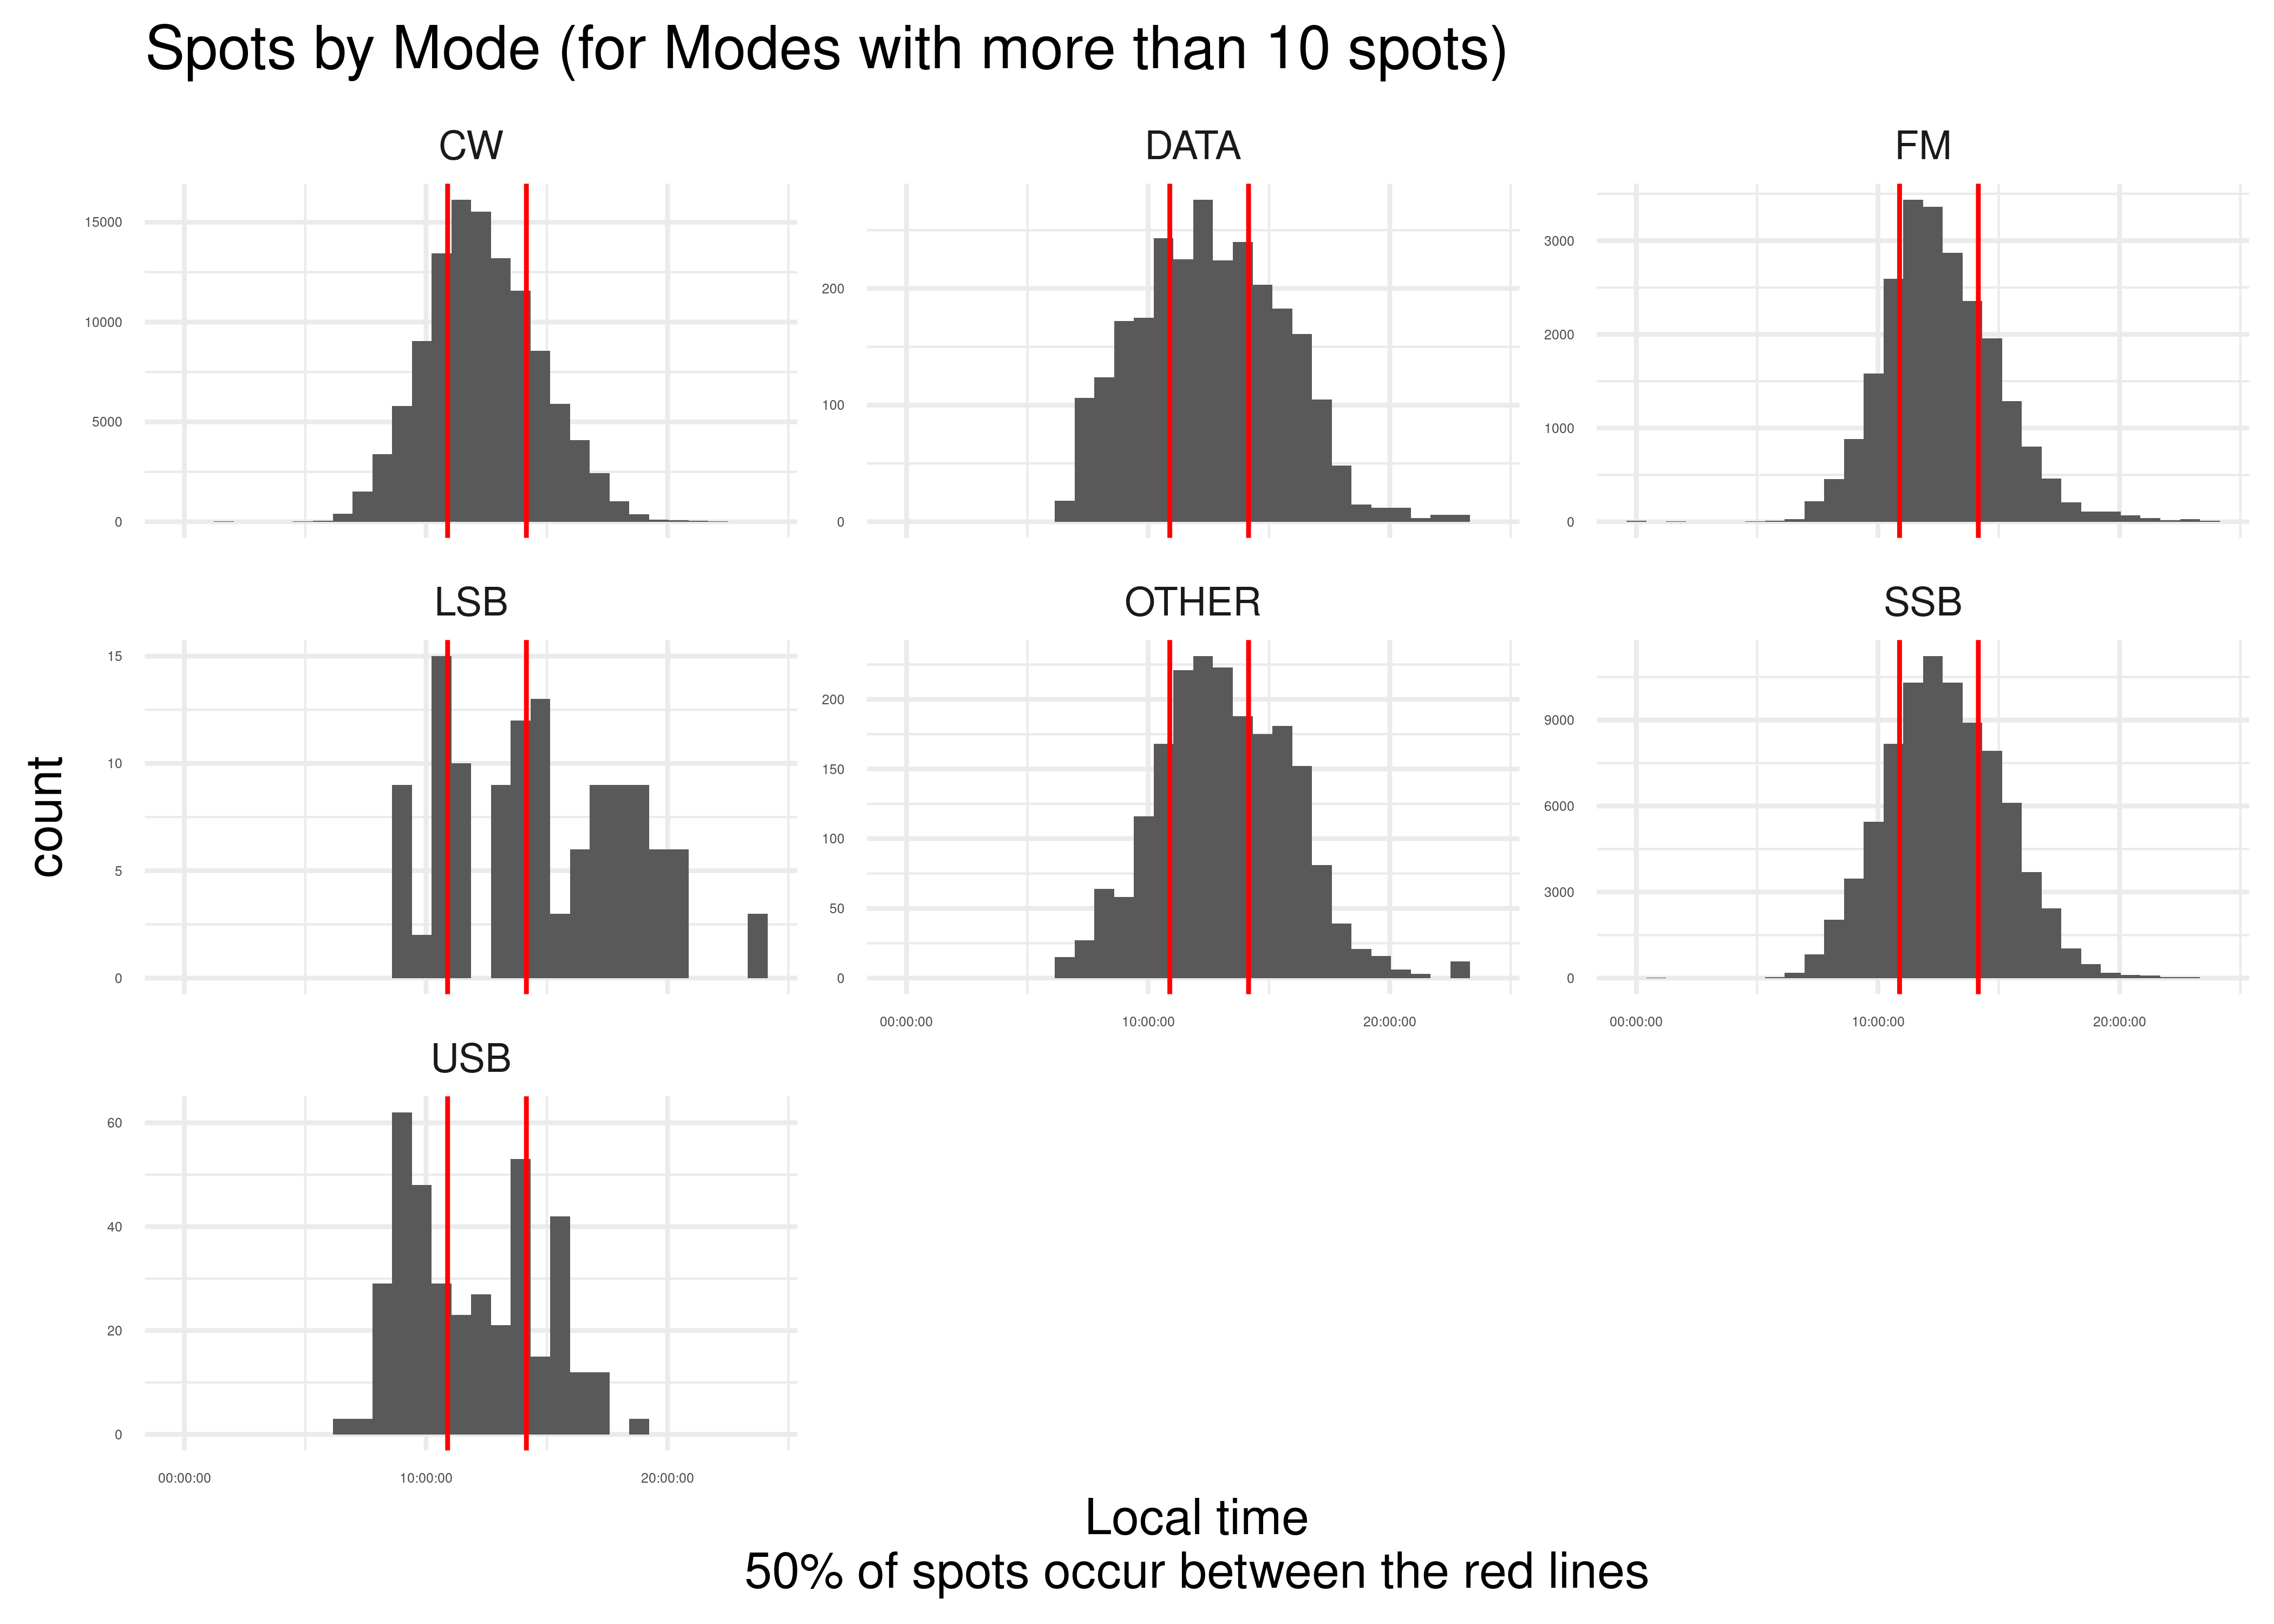 Spots by Mode (for Modes with more than 10 spots)
CW
DATA
FM
15000
10000
5000
0
200
100
0
3000
2000
1000
0
LSB
OTHER
SSB
count
15
10
5
0
200
150
100
50
0
9000
6000
3000
0
00:00:00 10:00:00 20:00:00
00:00:00 10:00:00 20:00:00
USB
60
40
20
0
00:00:00 10:00:00 20:00:00
Local time
50% of spots occur between the red lines